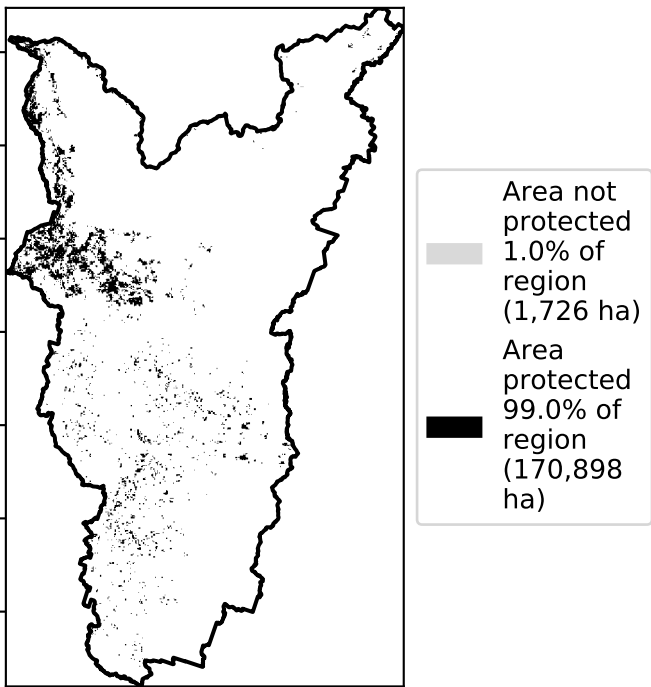 Area not
protected
1.0% of
region
(1,726 ha)
Area
protected
99.0% of
region
(170,898
ha)